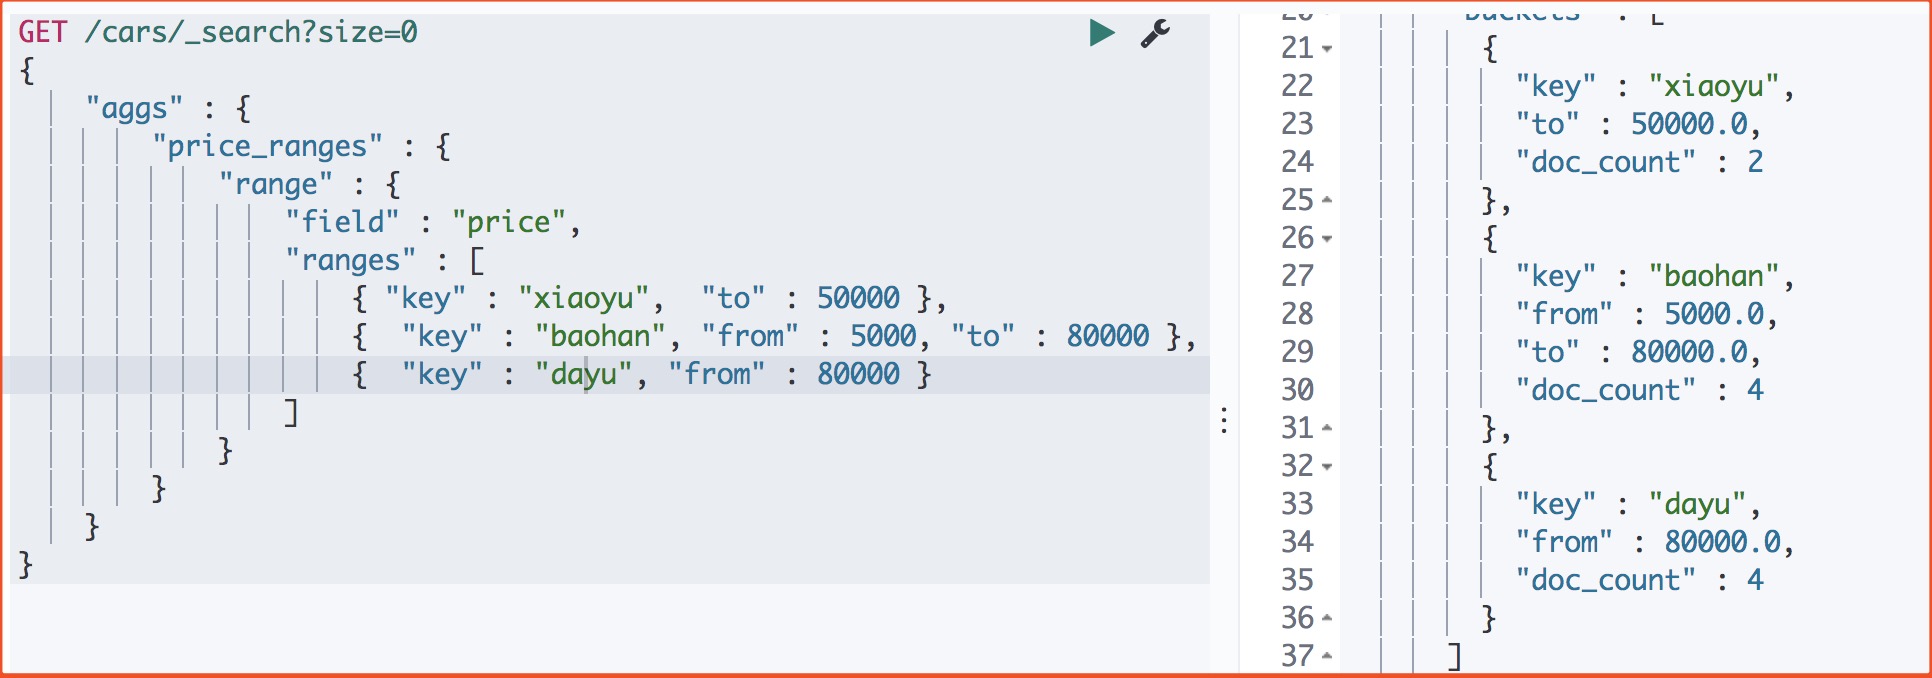 GET /cars/_search?size=0
{
"aggs" : {
"price_ranges" : {
"range" : {
"field" : "price",
"ranges" : [
{ "key" : "xiaoyu",  "to" : 50000 },
{  "key" : "baohan", "from" : 5000, "to" : 80000 },
{  "key" : "dayu", "from" : 80000 }
]
}
}
}
}
20 "buckets" : [
21 {
22 "key" : "xiaoyu",
23 "to" : 50000.0,
24 "doc_count" : 2
25 },
26 {
27 "key" : "baohan",
28 "from" : 5000.0,
29 "to" : 80000.0,
30 "doc_count" : 4
31 },
32 {
33 "key" : "dayu",
34 "from" : 80000.0,
35 "doc_count" : 4
36 }
37 ]